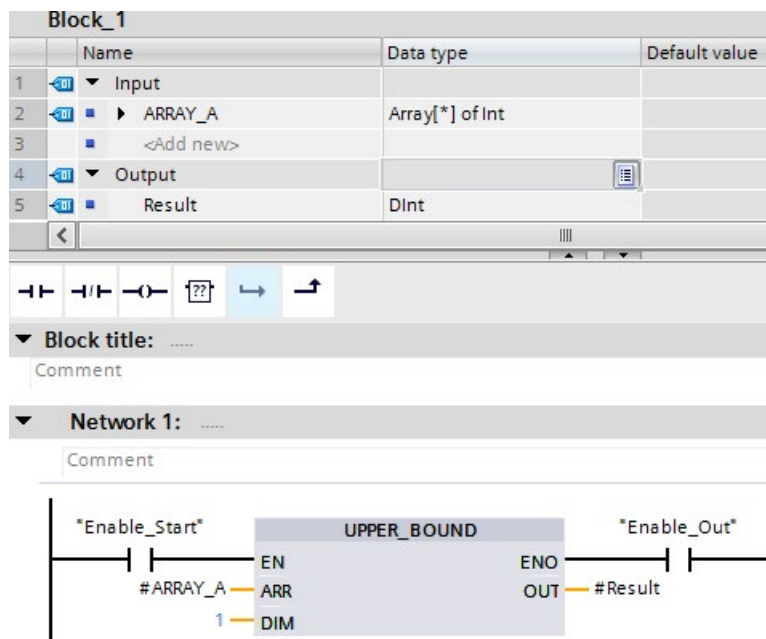 Block_1
Name Data type Default value
1 Input
2 ARRAY_A Array[*] of Int
3 <Add new>
4 Output
5 Result DInt
??
Block title: .....
Comment
Network 1: .....
Comment
"Enable_Start" UPPER_BOUND "Enable_Out"
EN ENO
#ARRAY_A ARR OUT #Result
1 DIM